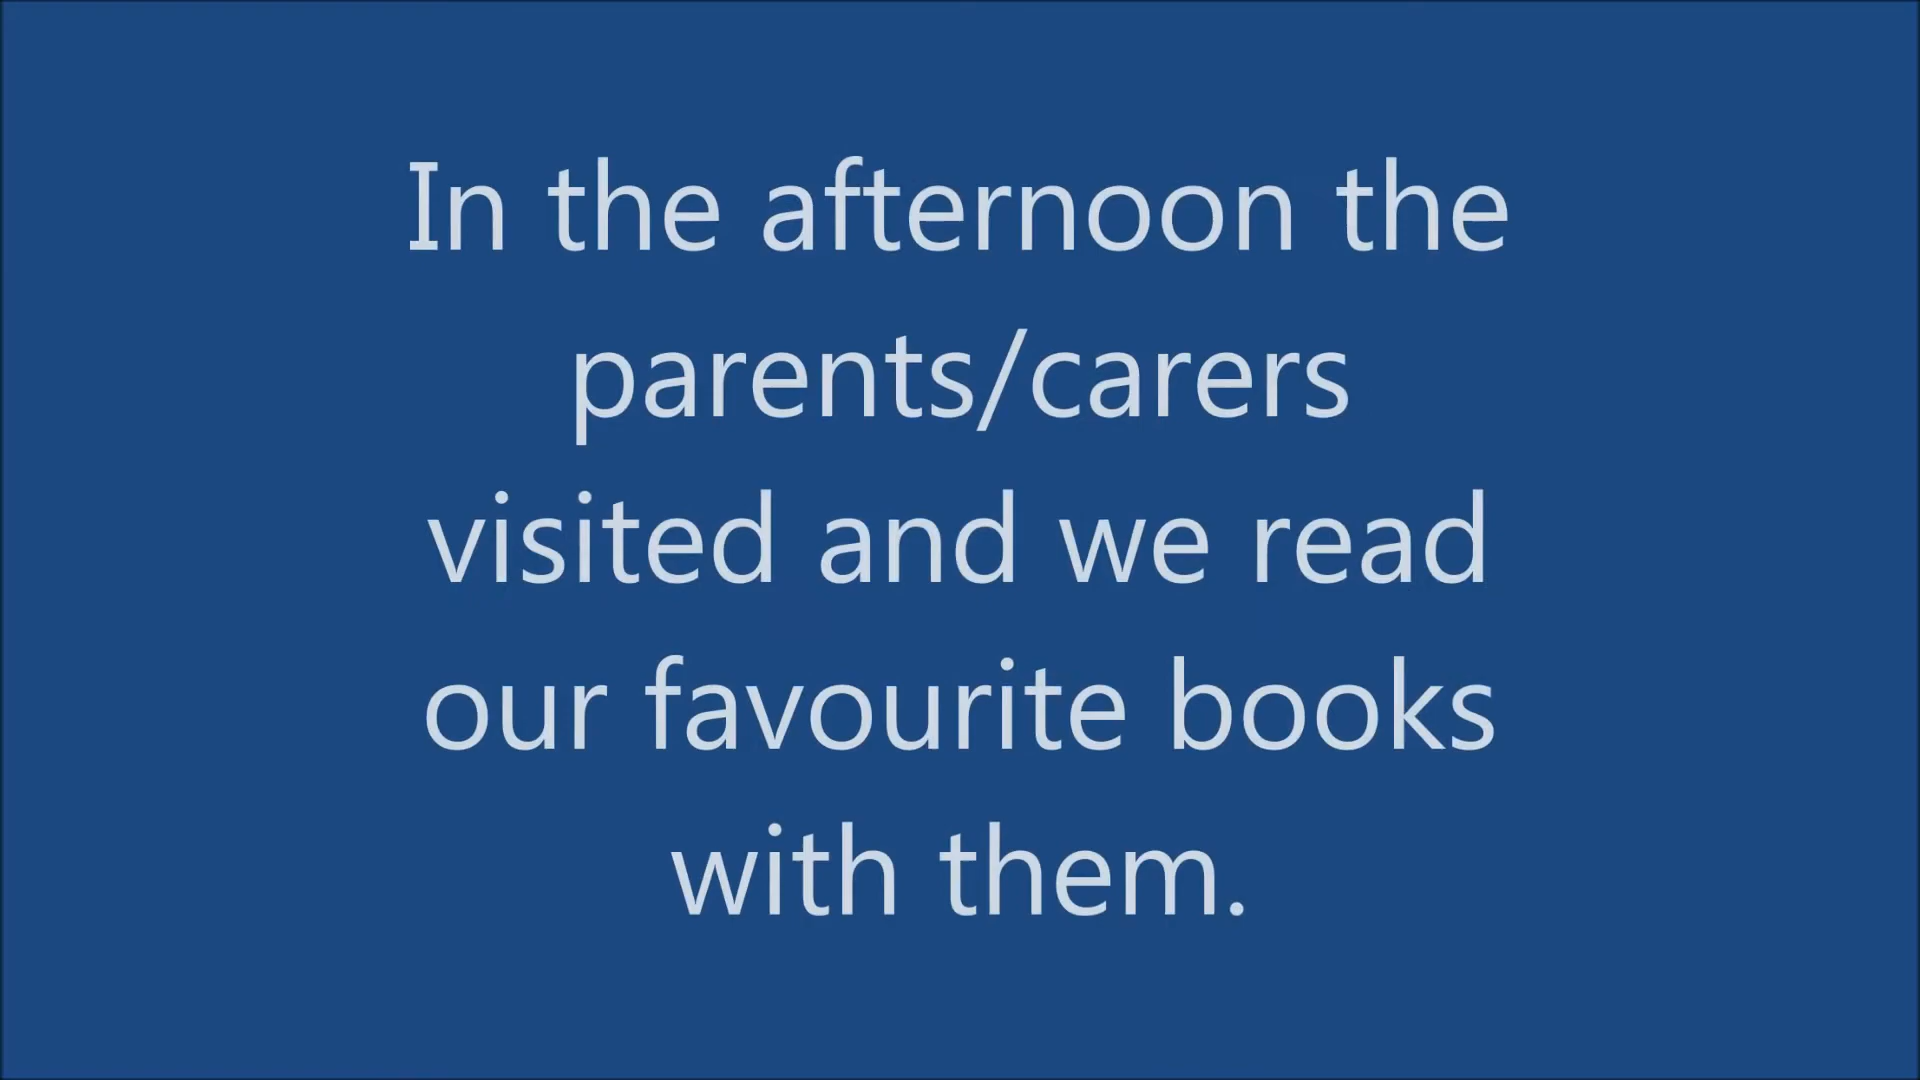 In the afternoon the
parents/carers
visited and we read
our favourite books
with them.